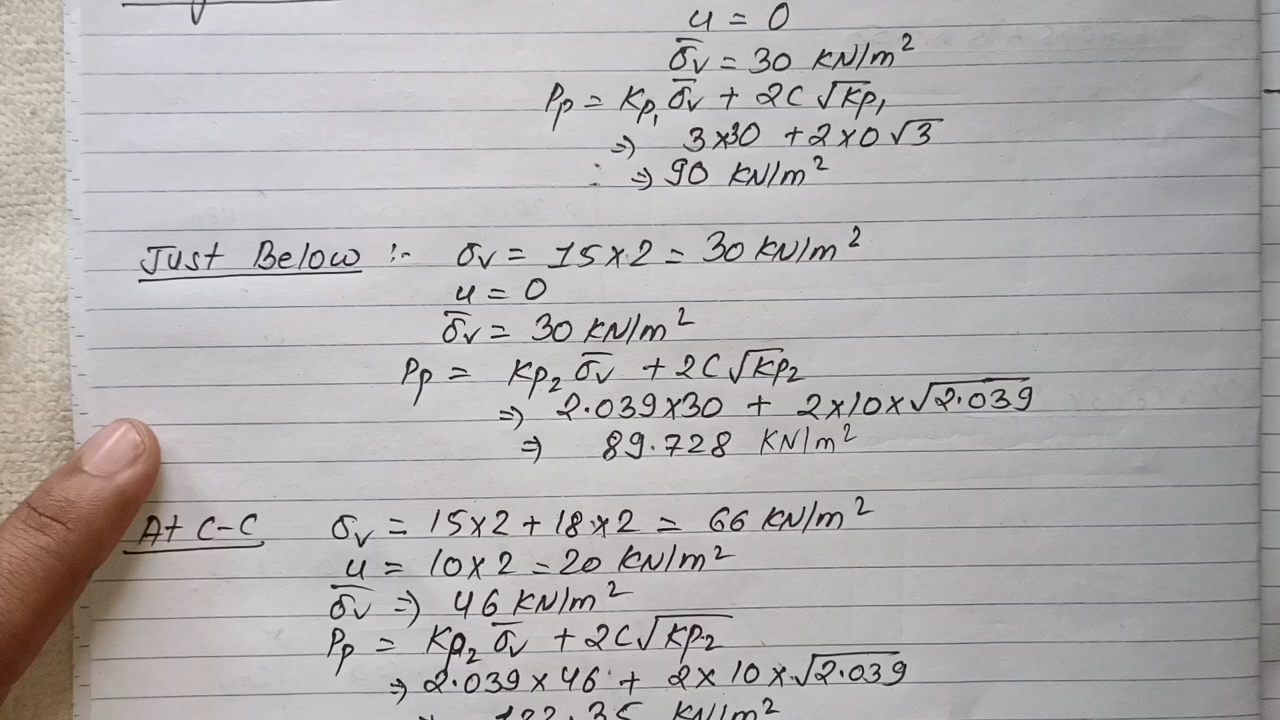 u = 0
σ̅v = 30 KN/m²
Pp = Kp₁ σ̅v + 2C √Kp₁
⇒ 3×30 + 2×0√3
⇒ 90 KN/m²
Just Below :- σv = 15×2 = 30 KN/m²
u = 0
σ̅v = 30 KN/m²
Pp = Kp₂ σ̅v + 2C √Kp₂
⇒ 2.039×30 + 2×10×√2.039
⇒ 89.728 KN/m²
At C-C σv = 15×2 + 18×2 = 66 KN/m²
u = 10×2 = 20 KN/m²
σ̅v ⇒ 46 KN/m²
Pp = Kp₂ σ̅v + 2C√Kp₂
⇒ 2.039 × 46 + 2×10×√2.039
⇒ 122.35 KN/m²